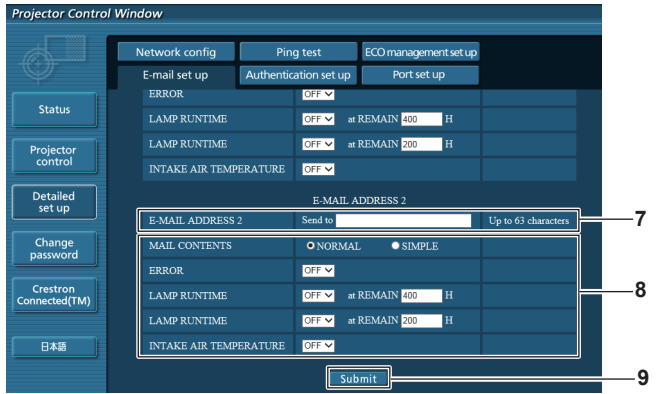 Projector Control Window
Network config Ping test ECO management set up
E-mail set up Authentication set up Port set up
Status
Projector control
Detailed set up
Change password
Crestron Connected(TM)
日本語
ERROR OFF
LAMP RUNTIME OFF at REMAIN 400 H
LAMP RUNTIME OFF at REMAIN 200 H
INTAKE AIR TEMPERATURE OFF
E-MAIL ADDRESS 2
E-MAIL ADDRESS 2 Send to Up to 63 characters 7
MAIL CONTENTS NORMAL SIMPLE
ERROR OFF
LAMP RUNTIME OFF at REMAIN 400 H 8
LAMP RUNTIME OFF at REMAIN 200 H
INTAKE AIR TEMPERATURE OFF
Submit 9